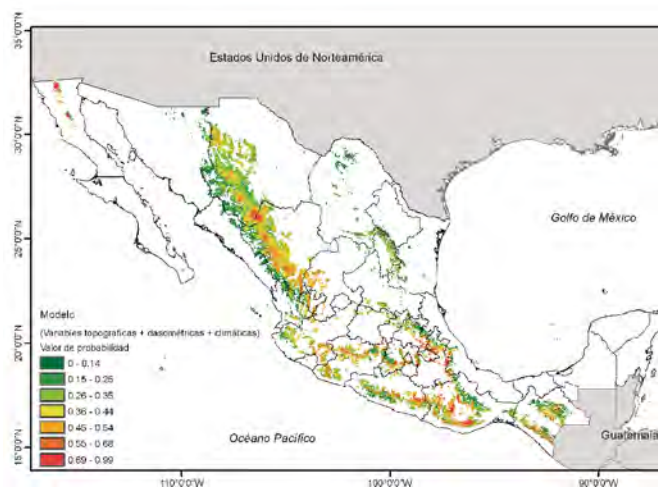 Estados Unidos de Norteamérica
Golfo de México
Modelo
(Variables topograficas + dasométricas + climáticas)
Valor de probabilidad
0 - 0.14
0.15 - 0.25
0.26 - 0.35
0.36 - 0.44
0.45 - 0.54
0.55 - 0.68
0.69 - 0.99
Océano Pacífico
Guatemala
35°0'0"N
30°0'0"N
25°0'0"N
20°0'0"N
15°0'0"N
110°0'0"W
100°0'0"W
90°0'0"W